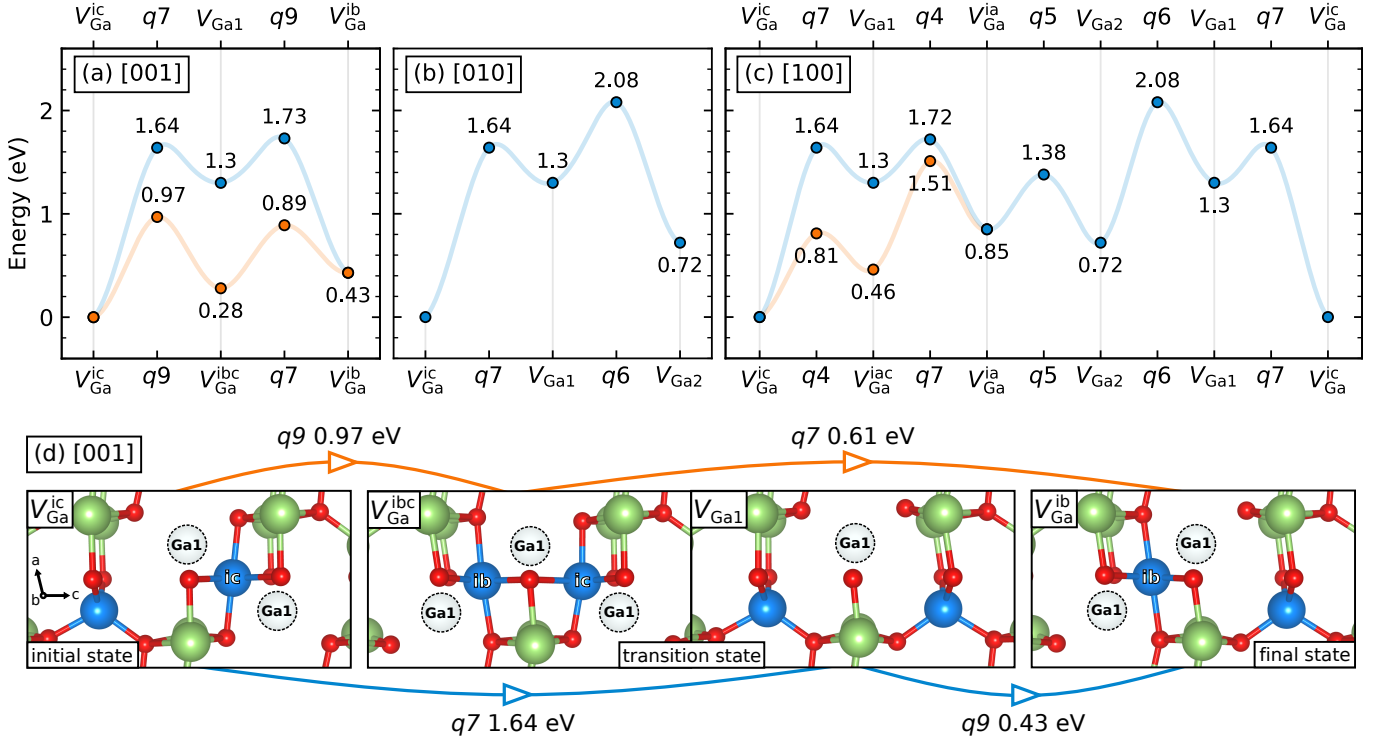 V_Ga^ic q7 V_Ga1 q9 V_Ga^ib
V_Ga^ic q7 V_Ga1 q4 V_Ga^ia q5 V_Ga2 q6 V_Ga1 q7 V_Ga^ic
(a) [001]
(b) [010]
(c) [100]
Energy (eV)
2
1
0
1.64
1.3
1.73
0.97
0.28
0.89
0.43
1.64
1.3
2.08
0.72
1.64
1.3
1.72
0.81
0.46
1.51
0.85
1.38
0.72
2.08
1.3
1.64
V_Ga^ic q9 V_Ga^ibc q7 V_Ga^ib
V_Ga^ic q7 V_Ga1 q6 V_Ga2
V_Ga^ic q4 V_Ga^iac q7 V_Ga^ia q5 V_Ga2 q6 V_Ga1 q7 V_Ga^ic
(d) [001]
q9 0.97 eV
q7 0.61 eV
V_Ga^ic
Ga1
ic
Ga1
a
b
c
initial state
V_Ga^ibc
Ga1
ib
ic
Ga1
Ga1
transition state
V_Ga1
Ga1
V_Ga^ib
Ga1
ib
Ga1
final state
q7 1.64 eV
q9 0.43 eV